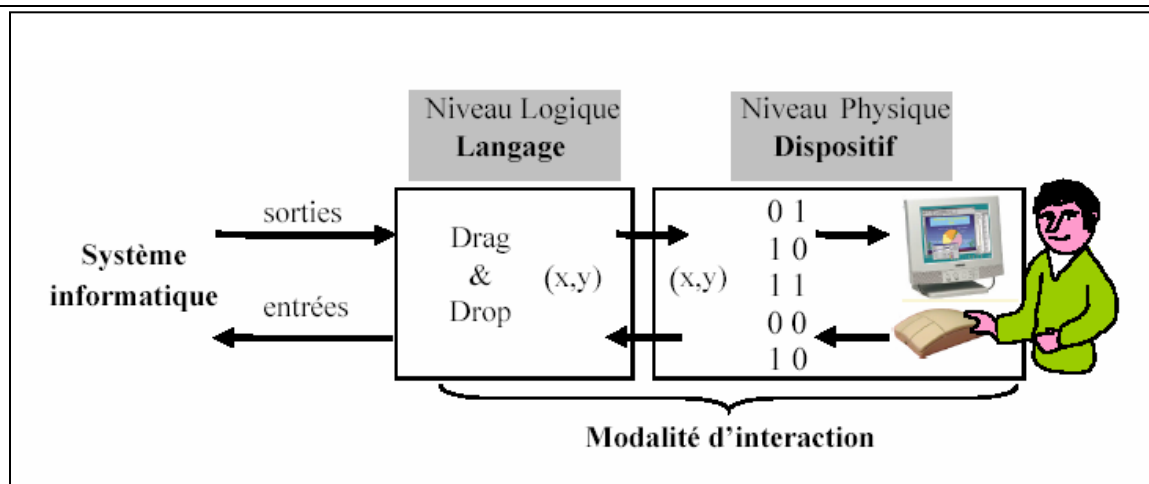 Niveau Logique
Langage
Niveau Physique
Dispositif
sorties
Système
informatique
entrées
Drag
&
Drop
(x,y)
(x,y)
0 1
1 0
1 1
0 0
1 0
Modalité d'interaction